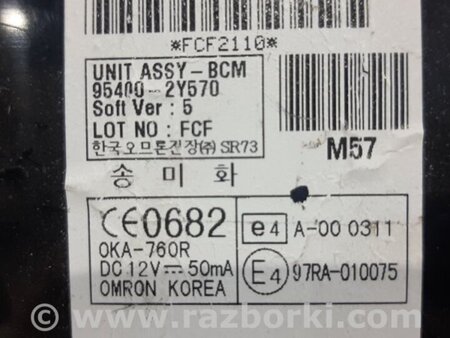 *FCF2110*
UNIT ASSY-BCM
95400-2Y570
Soft Ver : 5
LOT NO : FCF
한국오므론전장(주) SR73
M57
송 미 화
CE0682
OKA-760R
DC 12V 50mA
OMRON KOREA
e4 A-00 0311
E4 97RA-010075
www.razborki.com